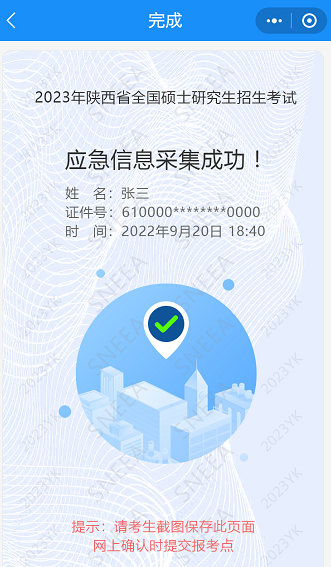 完成
2023年陕西省全国硕士研究生招生考试
应急信息采集成功！
姓　名：张三
证件号：610000********0000
时　间：2022年9月20日 18:40
SNEEA
2023YK
提示：请考生截图保存此页面
网上确认时提交报考点